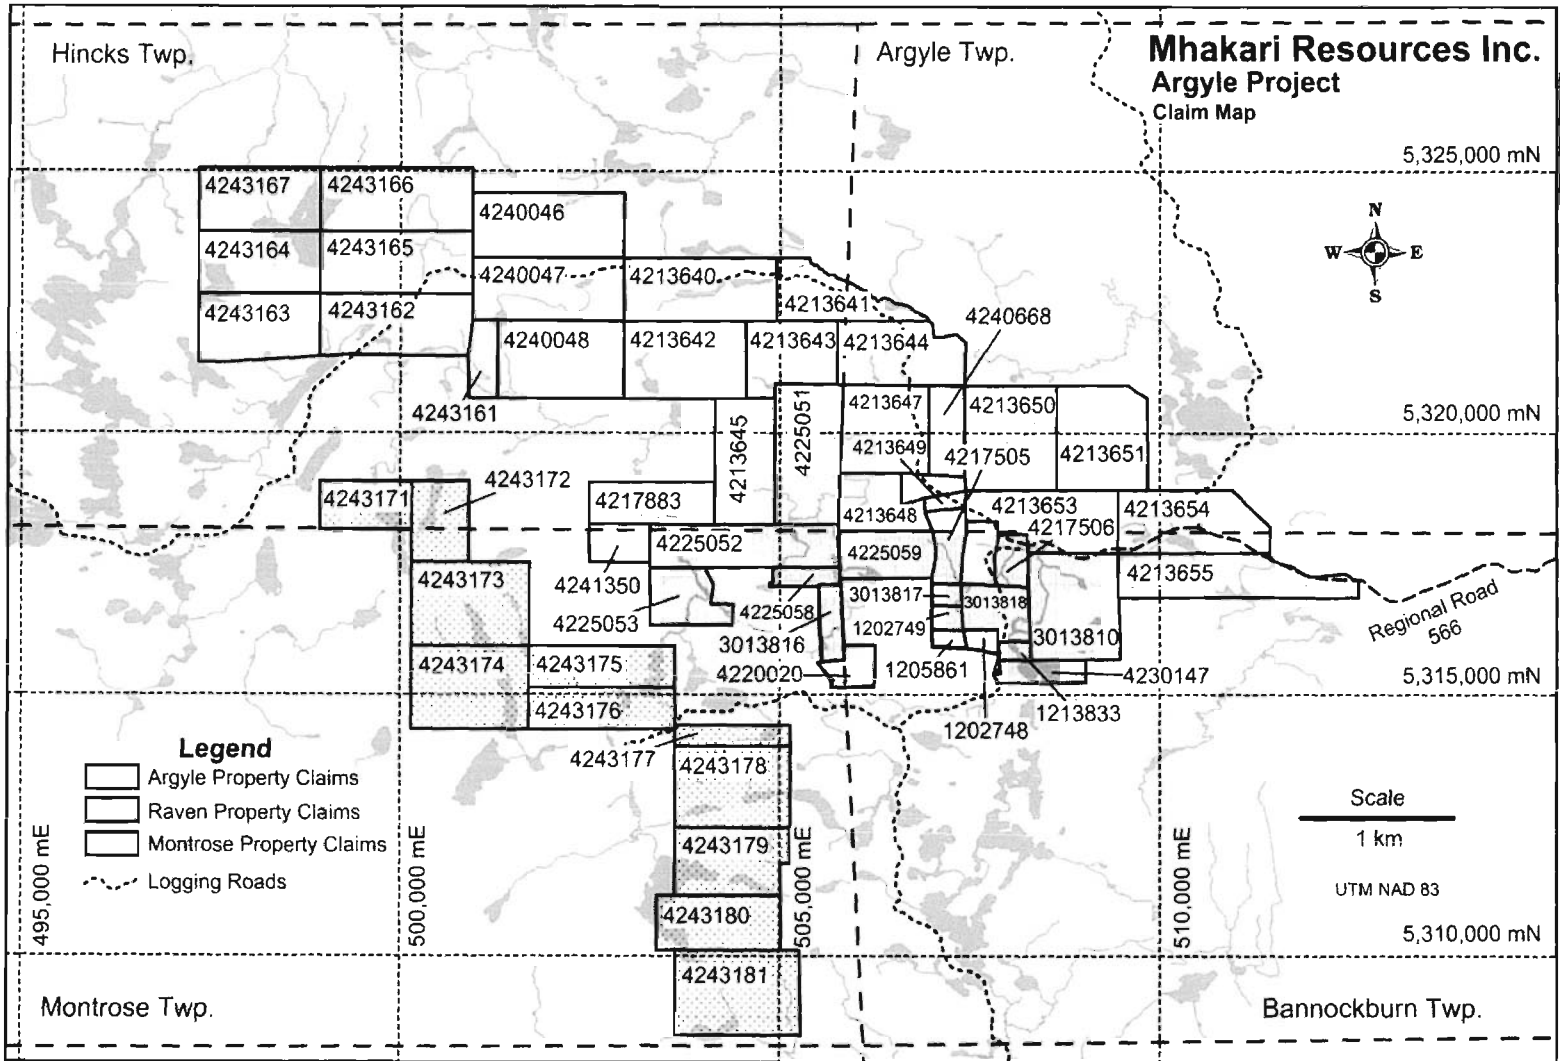 Hincks Twp.
Argyle Twp.
Mhakari Resources Inc.
Argyle Project
Claim Map
5,325,000 mN
4243167
4243166
4240046
N
W
E
S
4243164
4243165
4240047
4213640
4213641
4243163
4243162
4240048
4213642
4213643
4213644
4240668
4243161
4213645
4225051
4213647
4213650
5,320,000 mN
4213649
4217505
4213651
4243171
4243172
4217883
4213648
4213653
4213654
4217506
4225052
4225059
4243173
4241350
4213655
4225053
4225058
3013817
3013818
3013816
1202749
3013810
Regional Road
566
4243174
4243175
4220020
1205861
4230147
5,315,000 mN
4243176
1213833
1202748
4243177
4243178
Legend
Argyle Property Claims
Raven Property Claims
Montrose Property Claims
Logging Roads
4243179
4243180
4243181
Scale
1 km
UTM NAD 83
495,000 mE
500,000 mE
505,000 mE
510,000 mE
5,310,000 mN
Montrose Twp.
Bannockburn Twp.